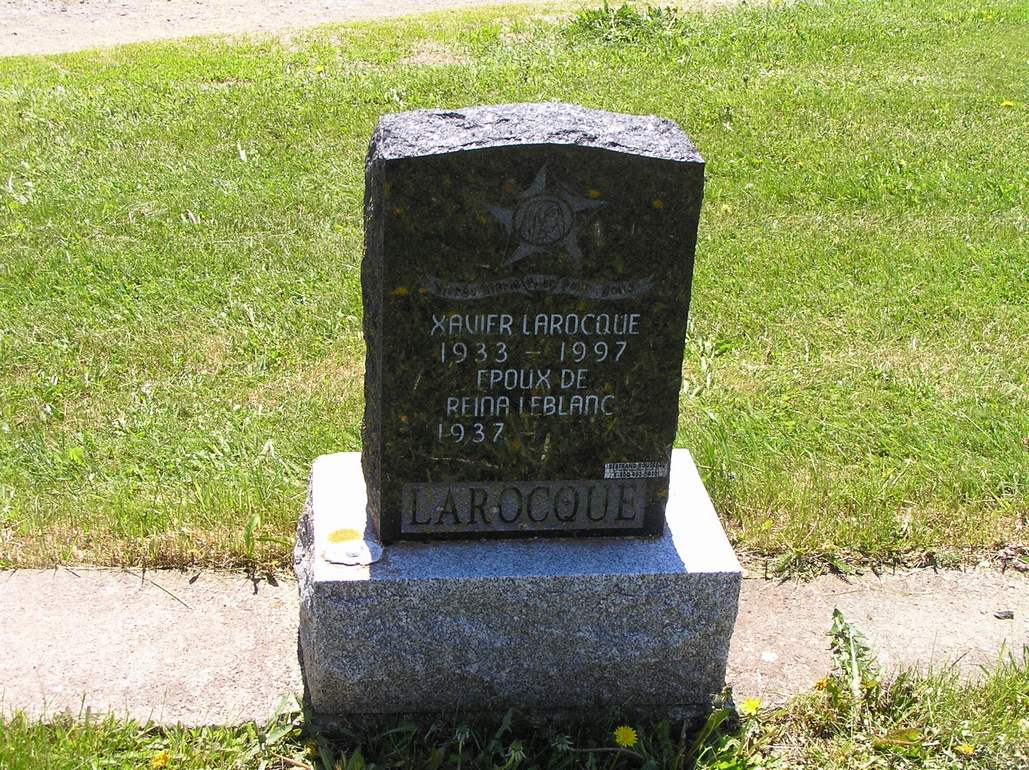 XAVIER LAROCQUE
1933 – 1997
EPOUX DE
REINA LEBLANC
1937 –
LAROCQUE